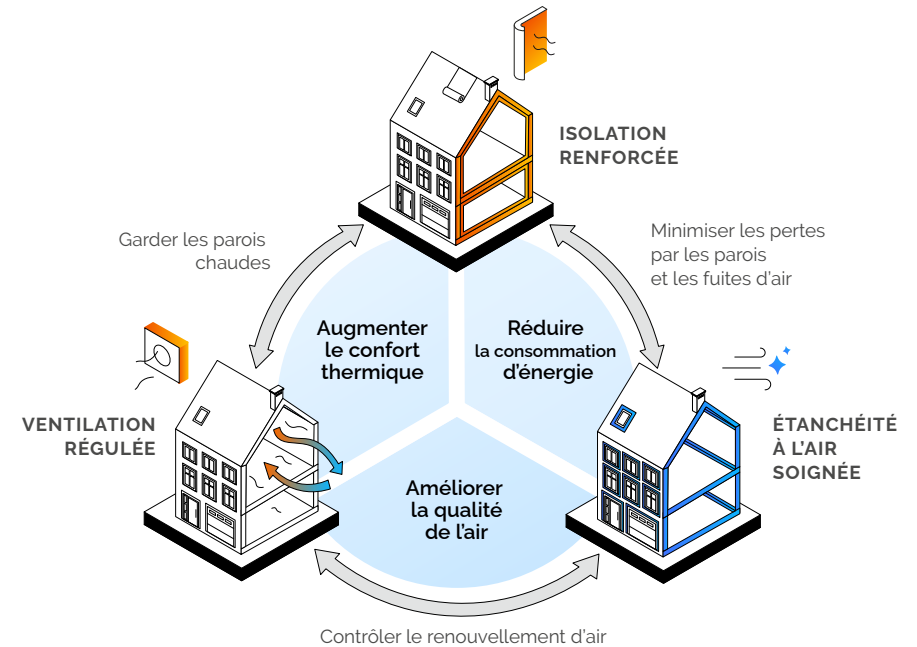 ISOLATION
RENFORCÉE
Garder les parois
chaudes
Minimiser les pertes
par les parois
et les fuites d'air
Augmenter
le confort
thermique
Réduire
la consommation
d'énergie
VENTILATION
RÉGULÉE
ÉTANCHÉITÉ
À L'AIR
SOIGNÉE
Améliorer
la qualité
de l'air
Contrôler le renouvellement d'air